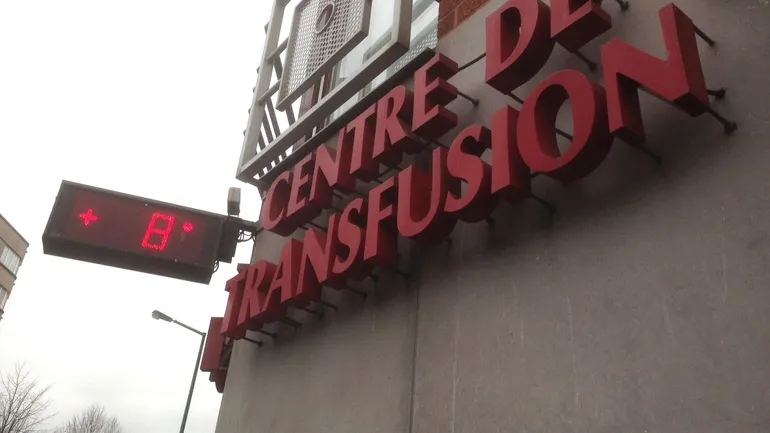 CENTRE DE
TRANSFUSION
+ 8°